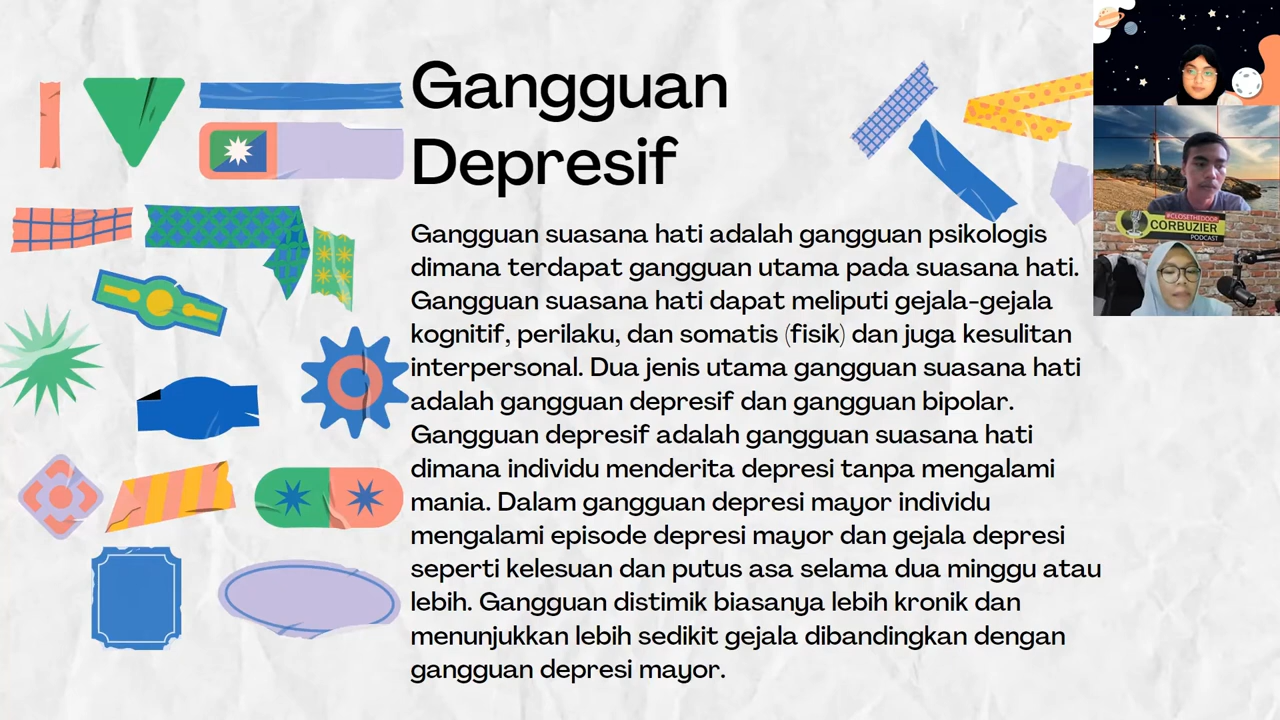 Gangguan
Depresif
Gangguan suasana hati adalah gangguan psikologis
dimana terdapat gangguan utama pada suasana hati.
Gangguan suasana hati dapat meliputi gejala-gejala
kognitif, perilaku, dan somatis (fisik) dan juga kesulitan
interpersonal. Dua jenis utama gangguan suasana hati
adalah gangguan depresif dan gangguan bipolar.
Gangguan depresif adalah gangguan suasana hati
dimana individu menderita depresi tanpa mengalami
mania. Dalam gangguan depresi mayor individu
mengalami episode depresi mayor dan gejala depresi
seperti kelesuan dan putus asa selama dua minggu atau
lebih. Gangguan distimik biasanya lebih kronik dan
menunjukkan lebih sedikit gejala dibandingkan dengan
gangguan depresi mayor.
#CLOSETHEDOOR
CORBUZIER
PODCAST